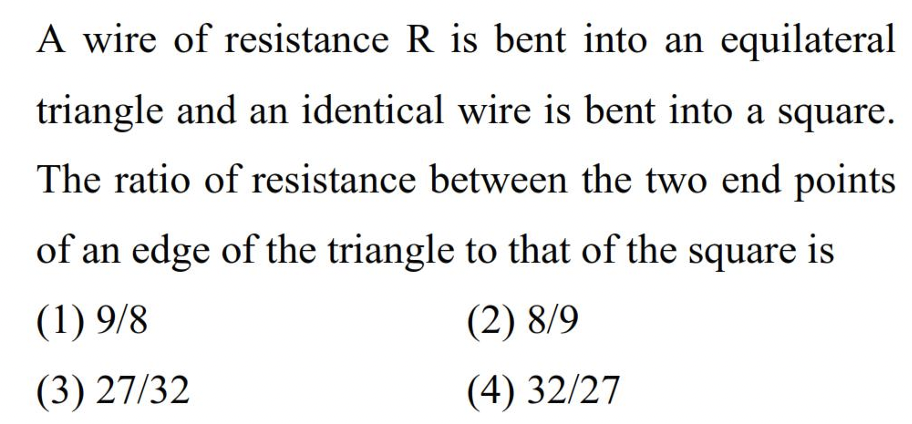 A wire of resistance R is bent into an equilateral
triangle and an identical wire is bent into a square.
The ratio of resistance between the two end points
of an edge of the triangle to that of the square is
(1) 9/8 (2) 8/9
(3) 27/32 (4) 32/27